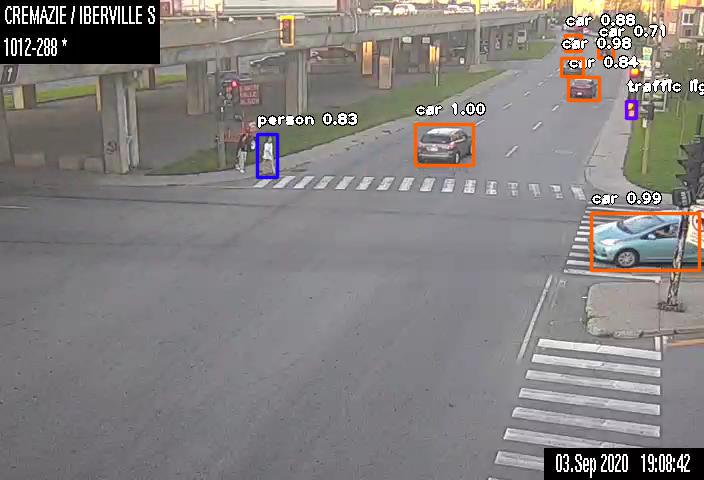 CREMAZIE / IBERVILLE S
1012-288 *
car 0.88
car 0.71
car 0.98
car 0.84
traffic lig
car 1.00
person 0.83
car 0.99
03.Sep 2020 19:08:42